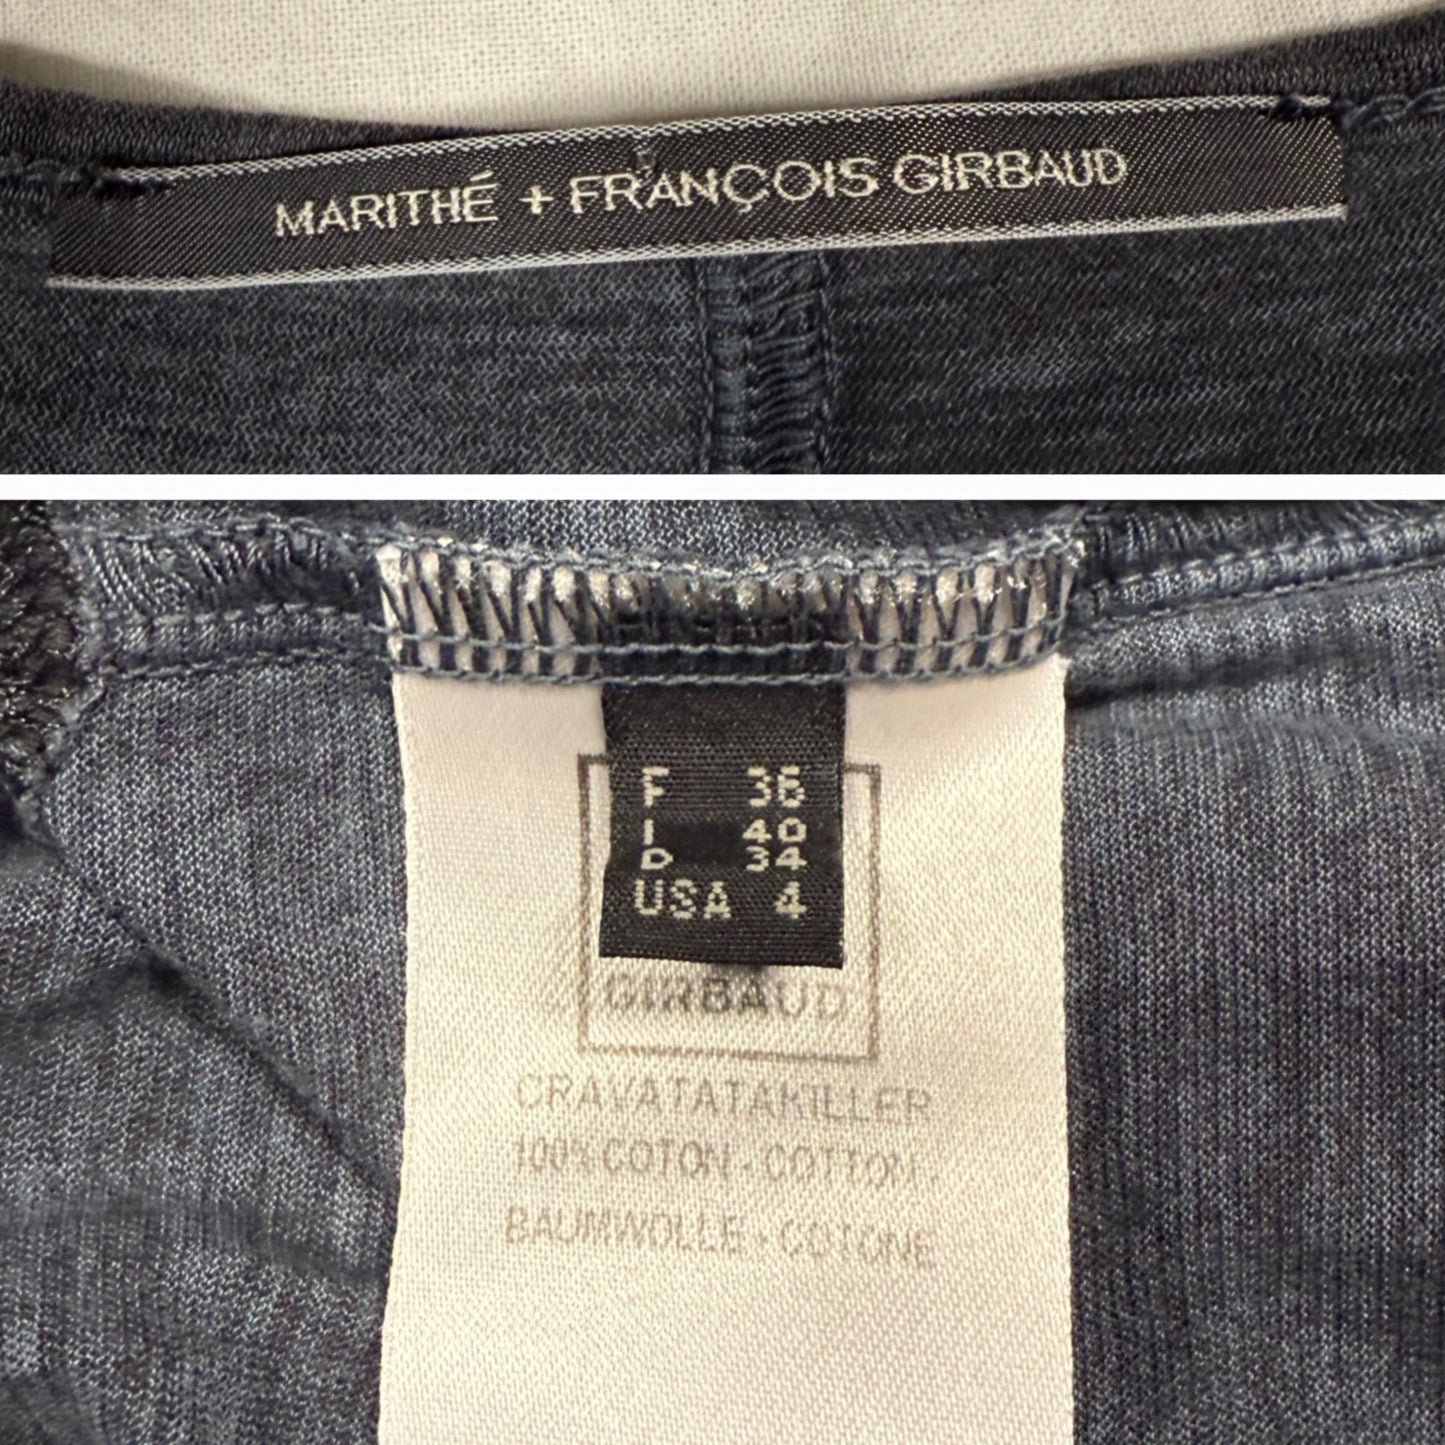 MARITHÉ + FRANÇOIS GIRBAUD
F 36
I 40
D 34
USA 4
GIRBAUD
CRAVATATAKILLER
100% COTON - COTTON -
BAUMWOLLE - COTONE